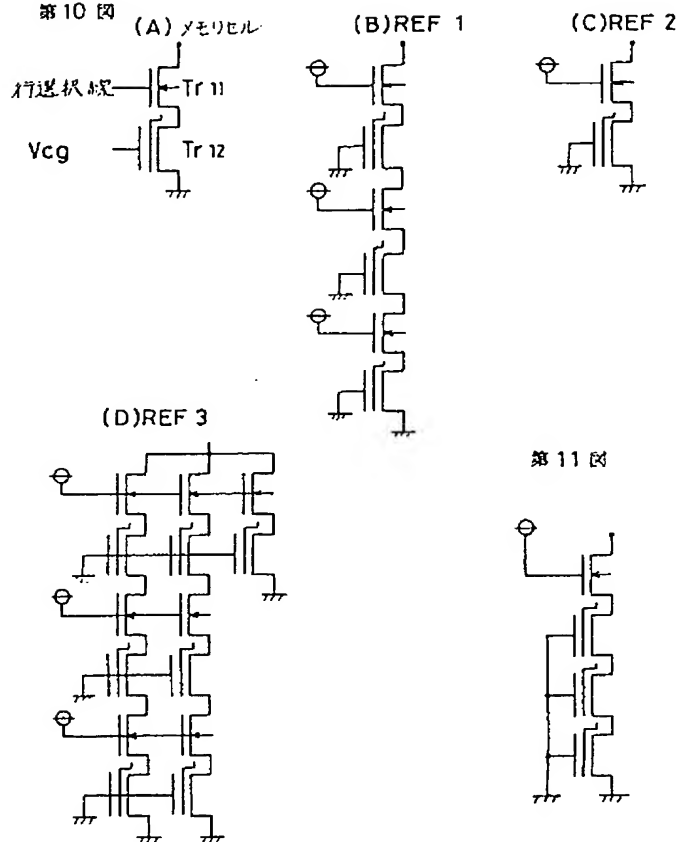 第10図
(A) メモリセル
(B) REF 1
(C) REF 2
行選択線
Tr 11
Vcg
Tr 12
(D) REF 3
第11図